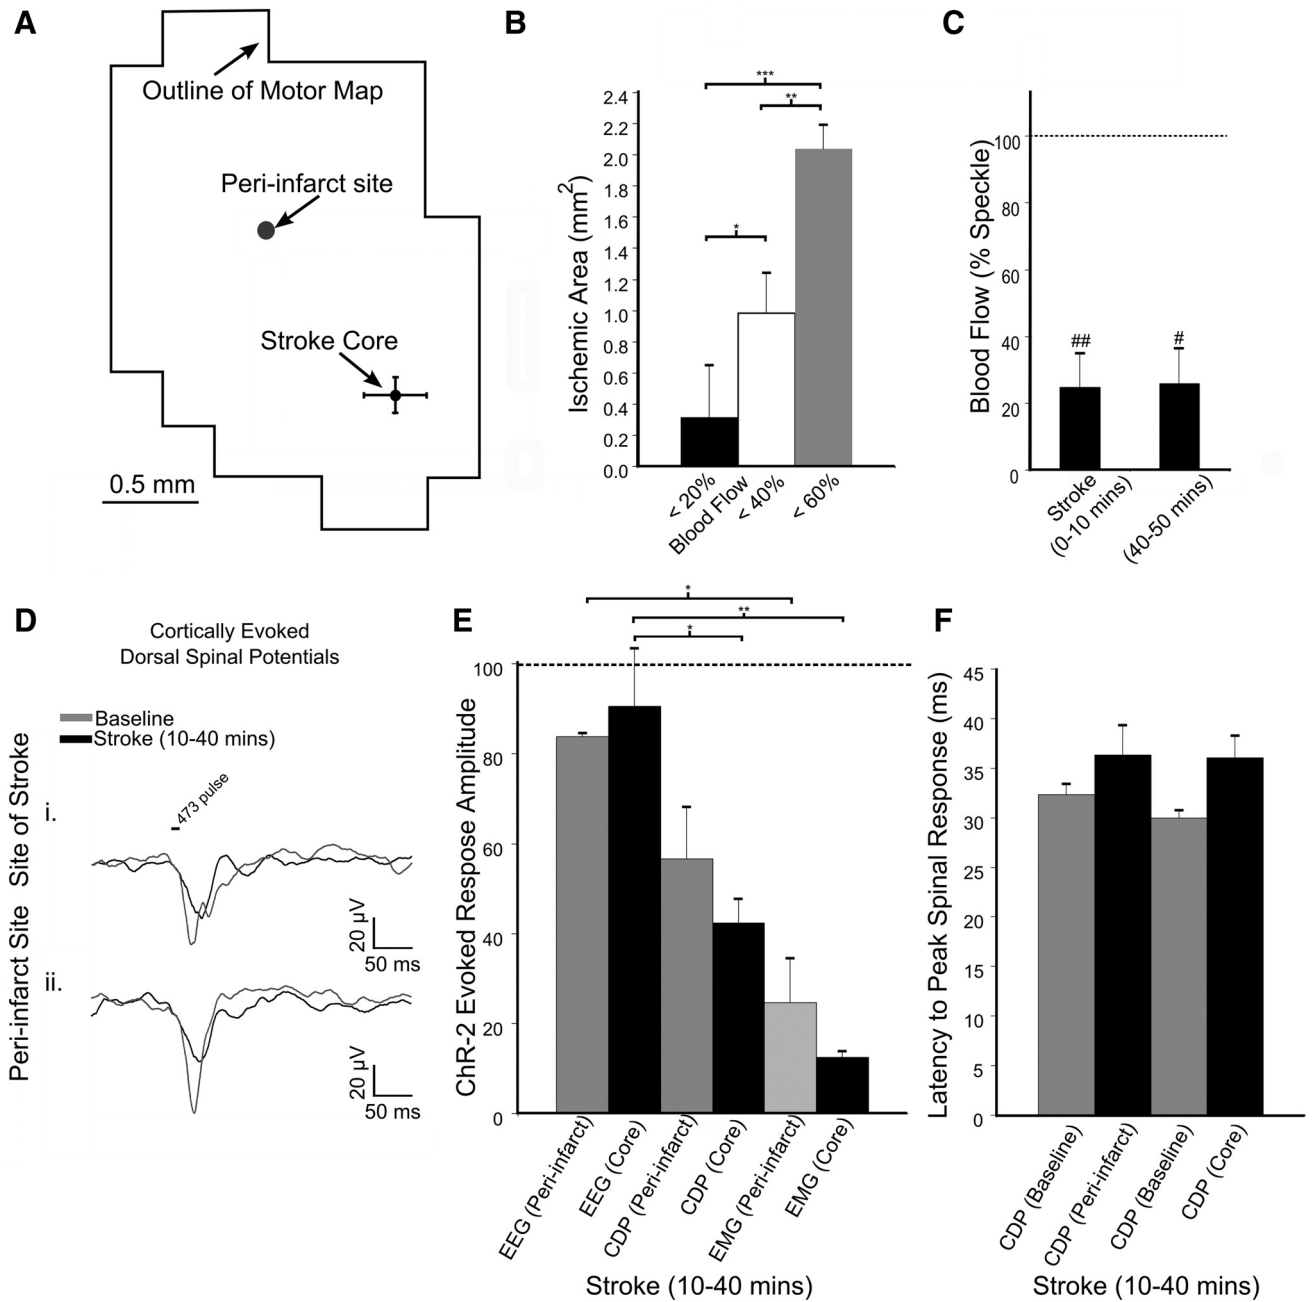 A
Outline of Motor Map
Peri-infarct site
Stroke Core
0.5 mm
B
***
**
*
Ischemic Area (mm2)
2.4
2.2
2.0
1.8
1.6
1.4
1.2
1.0
0.8
0.6
0.4
0.2
0.0
< 20%
< 40%
< 60%
Blood Flow
C
Blood Flow (% Speckle)
100
80
60
40
20
0
##
#
Stroke
(0-10 mins)
(40-50 mins)
D
Cortically Evoked
Dorsal Spinal Potentials
Baseline
Stroke (10-40 mins)
Site of Stroke
i.
473 pulse
20 µV
50 ms
Peri-infarct Site
ii.
20 µV
50 ms
E
*
**
*
ChR-2 Evoked Respose Amplitude
100
80
60
40
20
0
EEG (Peri-infarct)
EEG (Core)
CDP (Peri-infarct)
CDP (Core)
EMG (Peri-infarct)
EMG (Core)
Stroke (10-40 mins)
F
Latency to Peak Spinal Response (ms)
45
40
35
30
25
20
15
10
5
0
CDP (Baseline)
CDP (Peri-infarct)
CDP (Baseline)
CDP (Core)
Stroke (10-40 mins)